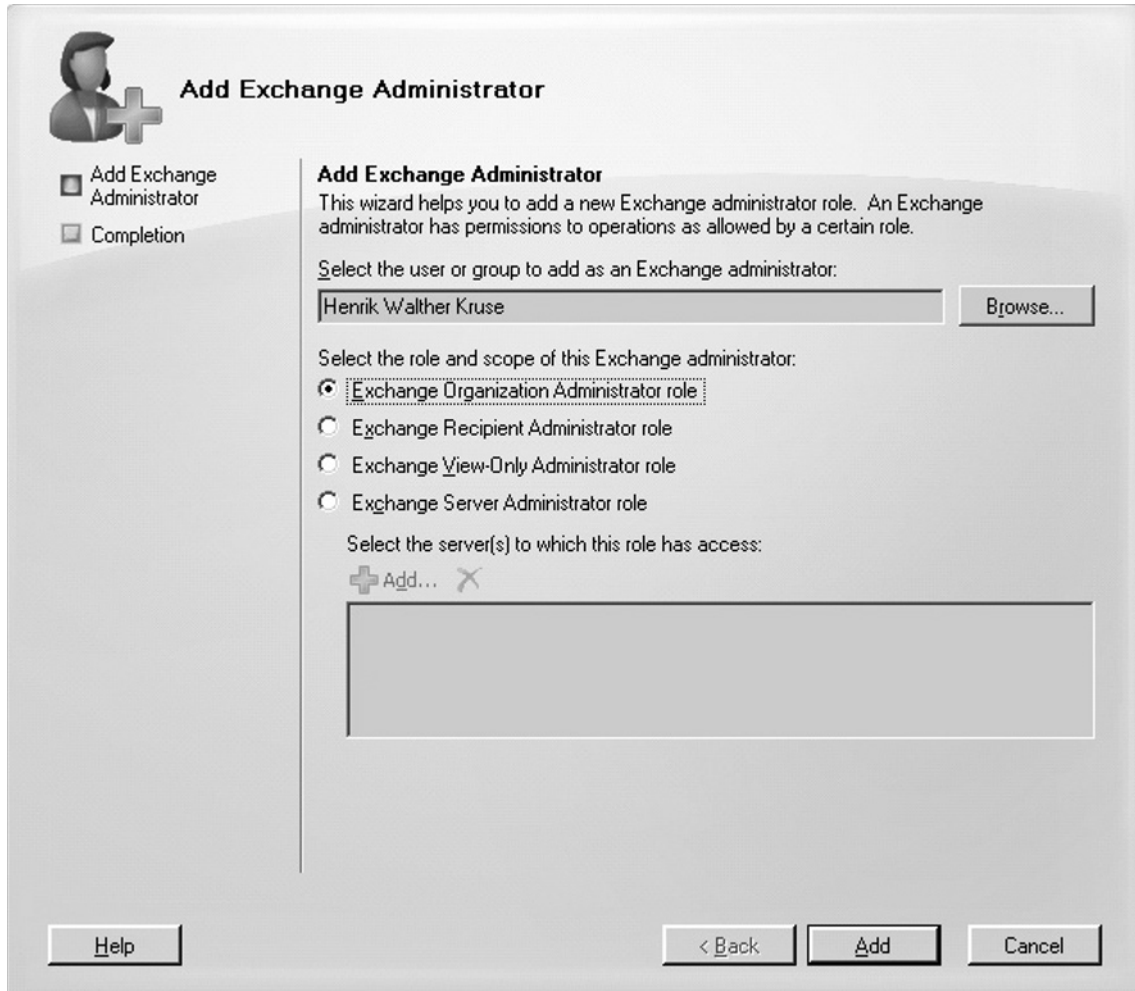 Add Exchange Administrator
Add Exchange
Administrator
Completion
Add Exchange Administrator
This wizard helps you to add a new Exchange administrator role. An Exchange
administrator has permissions to operations as allowed by a certain role.
Select the user or group to add as an Exchange administrator:
Henrik Walther Kruse
Browse...
Select the role and scope of this Exchange administrator:
Exchange Organization Administrator role
Exchange Recipient Administrator role
Exchange View-Only Administrator role
Exchange Server Administrator role
Select the server(s) to which this role has access:
Add...
Help
< Back
Add
Cancel